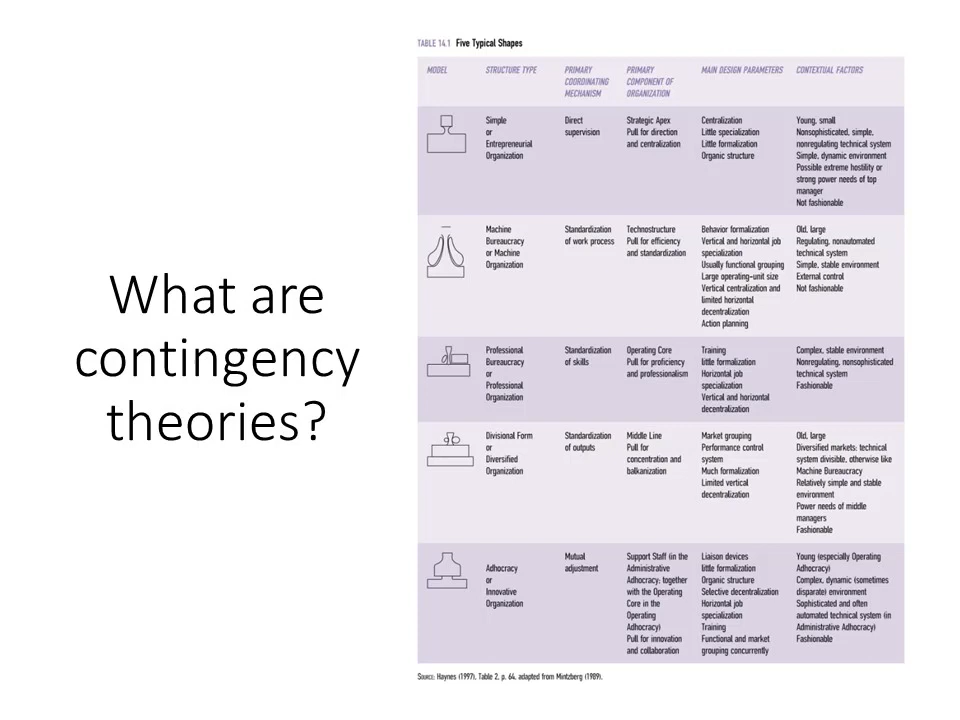 What are
contingency
theories?
TABLE 14.1 Five Typical Shapes
MODEL
STRUCTURE TYPE
PRIMARY
COORDINATING
MECHANISM
PRIMARY
COMPONENT OF
ORGANIZATION
MAIN DESIGN PARAMETERS
CONTEXTUAL FACTORS
Simple
or
Entrepreneurial
Organization
Direct
supervision
Strategic Apex
Pull for direction
and centralization
Centralization
Little specialization
Little formalization
Organic structure
Young, small
Nonsophisticated, simple,
nonregulating technical system
Simple, dynamic environment
Possible extreme hostility or
strong power needs of top
manager
Not fashionable
Machine
Bureaucracy
or Machine
Organization
Standardization
of work process
Technostructure
Pull for efficiency
and standardization
Behavior formalization
Vertical and horizontal job
specialization
Usually functional grouping
Large operating-unit size
Vertical centralization and
limited horizontal
decentralization
Action planning
Old, large
Regulating, nonautomated
technical system
Simple, stable environment
External control
Not fashionable
Professional
Bureaucracy
or
Professional
Organization
Standardization
of skills
Operating Core
Pull for proficiency
and professionalism
Training
little formalization
Horizontal job
specialization
Vertical and horizontal
decentralization
Complex, stable environment
Nonregulating, nonsophisticated
technical system
Fashionable
Divisional Form
or
Diversified
Organization
Standardization
of outputs
Middle Line
Pull for
concentration and
balkanization
Market grouping
Performance control
system
Much formalization
Limited vertical
decentralization
Old, large
Diversified markets; technical
system divisible, otherwise like
Machine Bureaucracy
Relatively simple and stable
environment
Power needs of middle
managers
Fashionable
Adhocracy
or
Innovative
Organization
Mutual
adjustment
Support Staff (in the
Administrative
Adhocracy; together
with the Operating
Core in the
Operating
Adhocracy)
Pull for innovation
and collaboration
Liaison devices
little formalization
Organic structure
Selective decentralization
Horizontal job
specialization
Training
Functional and market
grouping concurrently
Young (especially Operating
Adhocracy)
Complex, dynamic (sometimes
disparate) environment
Sophisticated and often
automated technical system (in
Administrative Adhocracy)
Fashionable
SOURCE: Haynes (1997), Table 2, p. 64, adapted from Mintzberg (1989).